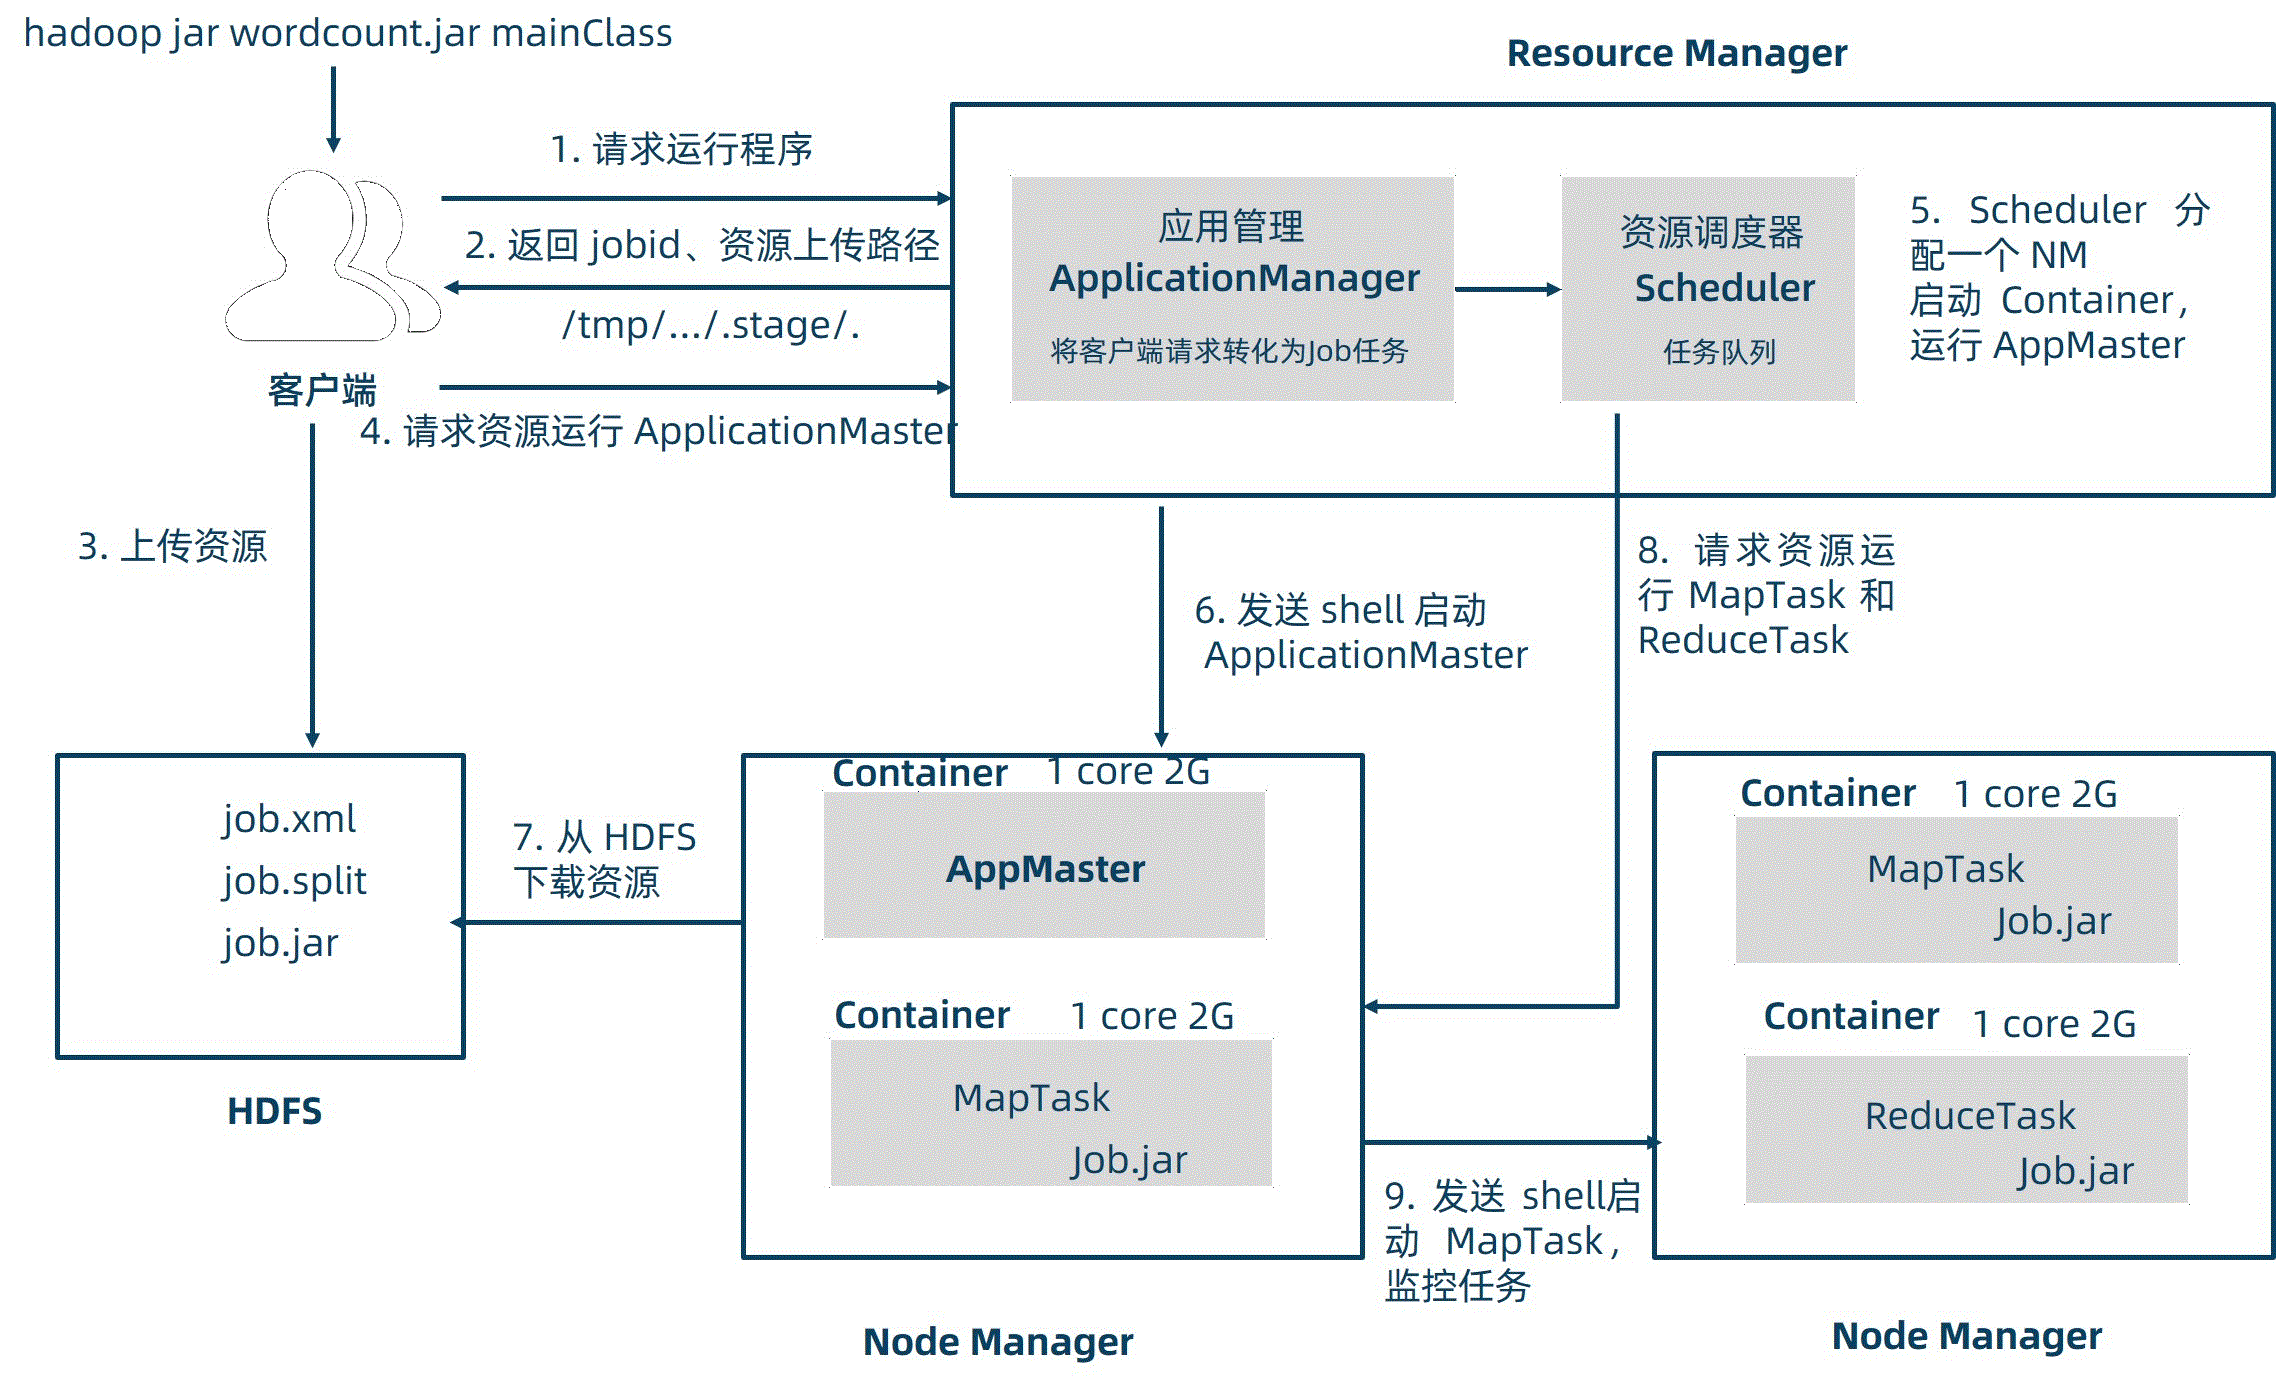 hadoop jar wordcount.jar mainClass
Resource Manager
1. 请求运行程序
2. 返回 jobid、资源上传路径
/tmp/.../.stage/.
客户端
4. 请求资源运行 ApplicationMaster
应用管理
ApplicationManager
将客户端请求转化为Job任务
资源调度器
Scheduler
任务队列
5. Scheduler 分
配一个 NM
启动 Container，
运行 AppMaster
3. 上传资源
6. 发送 shell 启动
ApplicationMaster
8. 请求资源运
行 MapTask 和
ReduceTask
job.xml
job.split
job.jar
HDFS
7. 从 HDFS
下载资源
Container 1 core 2G
AppMaster
Container 1 core 2G
MapTask
Job.jar
Node Manager
9. 发送 shell启
动 MapTask，
监控任务
Container 1 core 2G
MapTask
Job.jar
Container 1 core 2G
ReduceTask
Job.jar
Node Manager